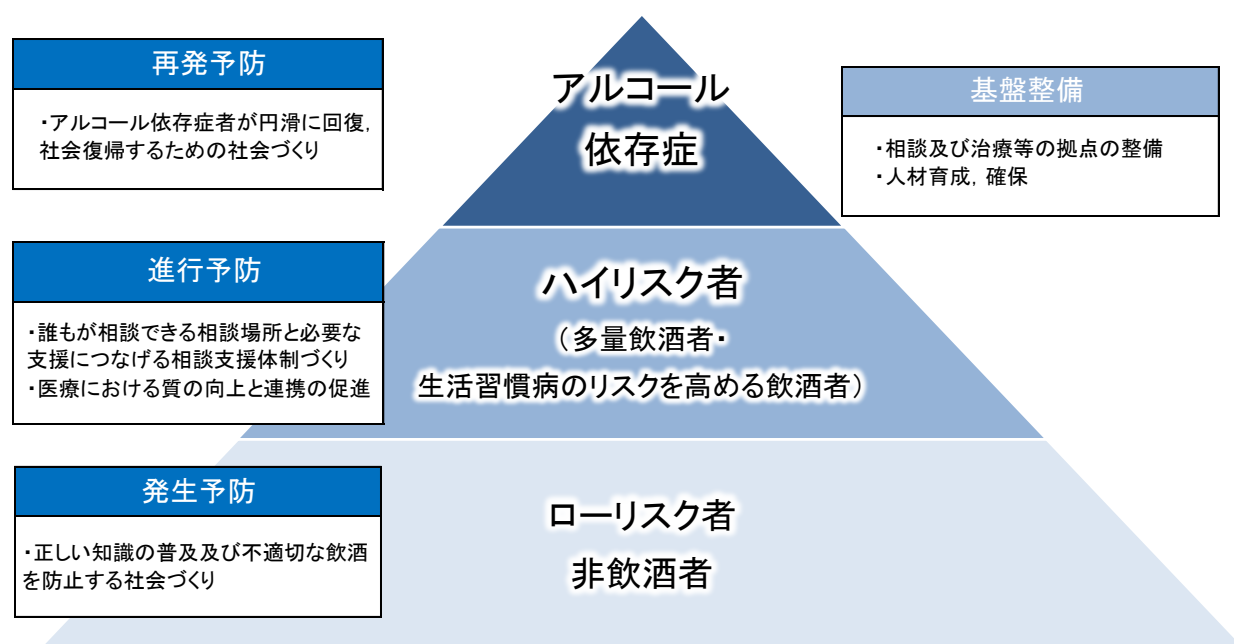 再発予防
・アルコール依存症者が円滑に回復,
社会復帰するための社会づくり
アルコール
依存症
基盤整備
・相談及び治療等の拠点の整備
・人材育成, 確保
進行予防
・誰もが相談できる相談場所と必要な
支援につなげる相談支援体制づくり
・医療における質の向上と連携の促進
ハイリスク者
（多量飲酒者・
生活習慣病のリスクを高める飲酒者）
発生予防
・正しい知識の普及及び不適切な飲酒
を防止する社会づくり
ローリスク者
非飲酒者